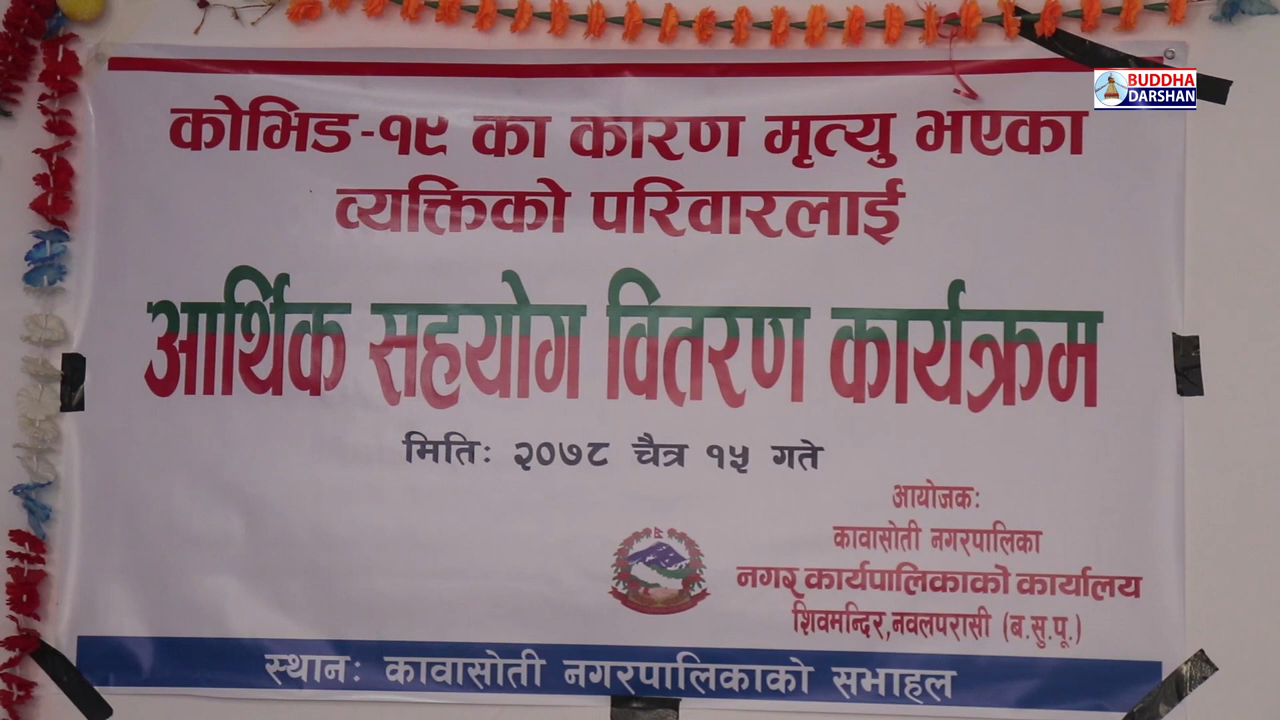 BUDDHA
DARSHAN
कोभिड-१९ का कारण मृत्यु भएका
व्यक्तिको परिवारलाई
आर्थिक सहयोग वितरण कार्यक्रम
मितिः २०७८ चैत्र १५ गते
आयोजकः
कावासोती नगरपालिका
नगर कार्यपालिकाको कार्यालय
शिवमन्दिर,नवलपरासी (ब.सु.पू.)
स्थानः कावासोती नगरपालिकाको सभाहल